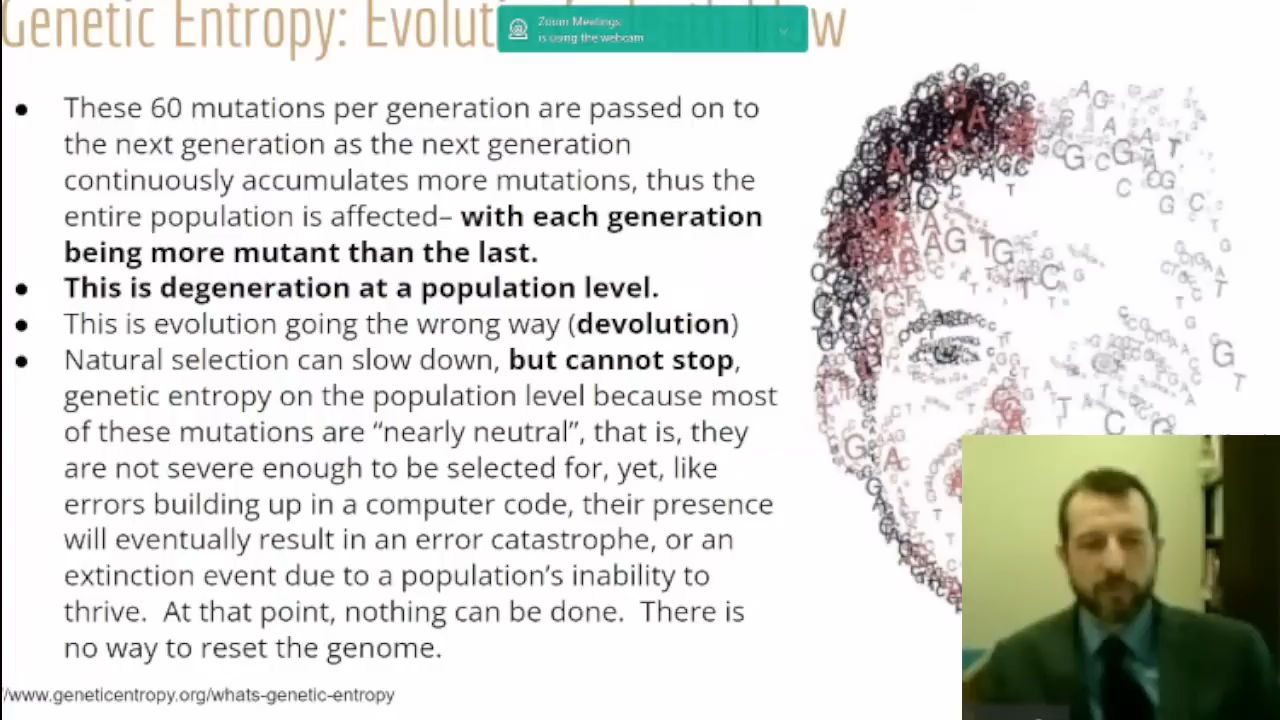 Genetic Entropy: Evolut
Zoom Meetings
is using the webcam
These 60 mutations per generation are passed on to
the next generation as the next generation
continuously accumulates more mutations, thus the
entire population is affected– with each generation
being more mutant than the last.
This is degeneration at a population level.
This is evolution going the wrong way (devolution)
Natural selection can slow down, but cannot stop,
genetic entropy on the population level because most
of these mutations are “nearly neutral”, that is, they
are not severe enough to be selected for, yet, like
errors building up in a computer code, their presence
will eventually result in an error catastrophe, or an
extinction event due to a population’s inability to
thrive.  At that point, nothing can be done.  There is
no way to reset the genome.
/www.geneticentropy.org/whats-genetic-entropy